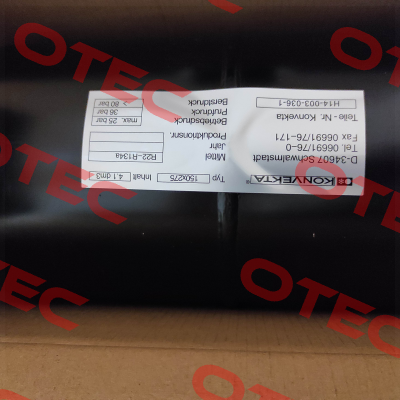 KONVEKTA®
D-34607 Schwalmstadt
Tel. 06691/76-0
Fax 06691/76-171
Teile - Nr. Konvekta
H14-003-036-1
Typ 150x275 Inhalt 4,1 dm3
Mittel R22-R134a
Jahr
Produktionsnr.
Betriebsdruck max. 25 bar
Prüfdruck 38 bar
Berstdruck > 80 bar
OTEC
OTEC
OTEC
OTEC
OTEC
OTEC